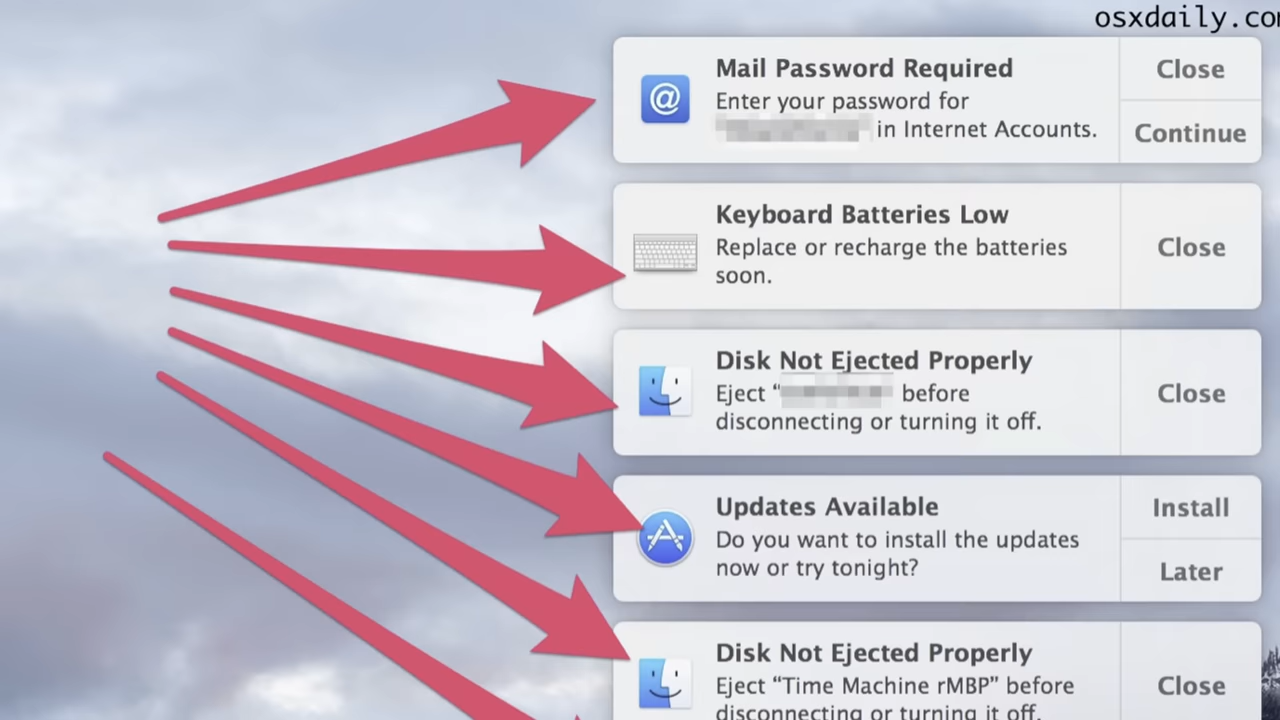 osxdaily.com
Mail Password Required
Close
Enter your password for
in Internet Accounts.
Continue
Keyboard Batteries Low
Replace or recharge the batteries
soon.
Close
Disk Not Ejected Properly
Eject “ before
disconnecting or turning it off.
Close
Updates Available
Install
Do you want to install the updates
now or try tonight?
Later
Disk Not Ejected Properly
Eject “Time Machine rMBP” before
disconnecting or turning it off.
Close